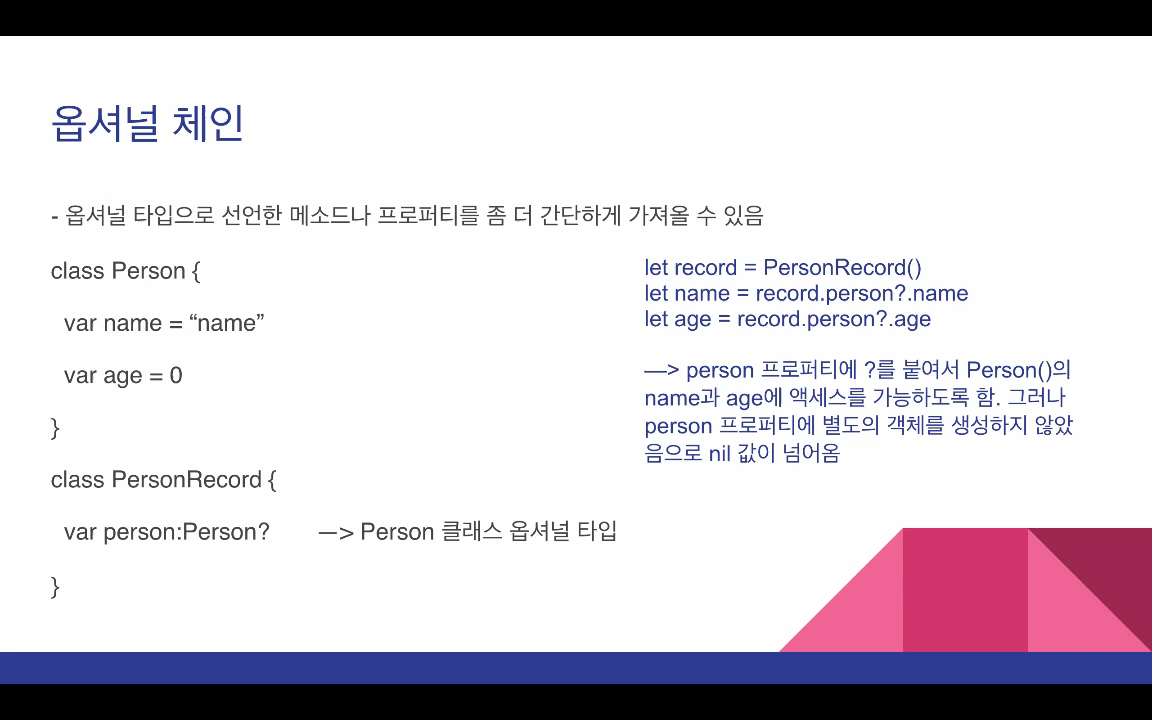 옵셔널 체인
- 옵셔널 타입으로 선언한 메소드나 프로퍼티를 좀 더 간단하게 가져올 수 있음
class Person {
var name = “name”
var age = 0
}
class PersonRecord {
var person:Person? —> Person 클래스 옵셔널 타입
}
let record = PersonRecord()
let name = record.person?.name
let age = record.person?.age
—> person 프로퍼티에 ?를 붙여서 Person()의
name과 age에 액세스를 가능하도록 함. 그러나
person 프로퍼티에 별도의 객체를 생성하지 않았
음으로 nil 값이 넘어옴